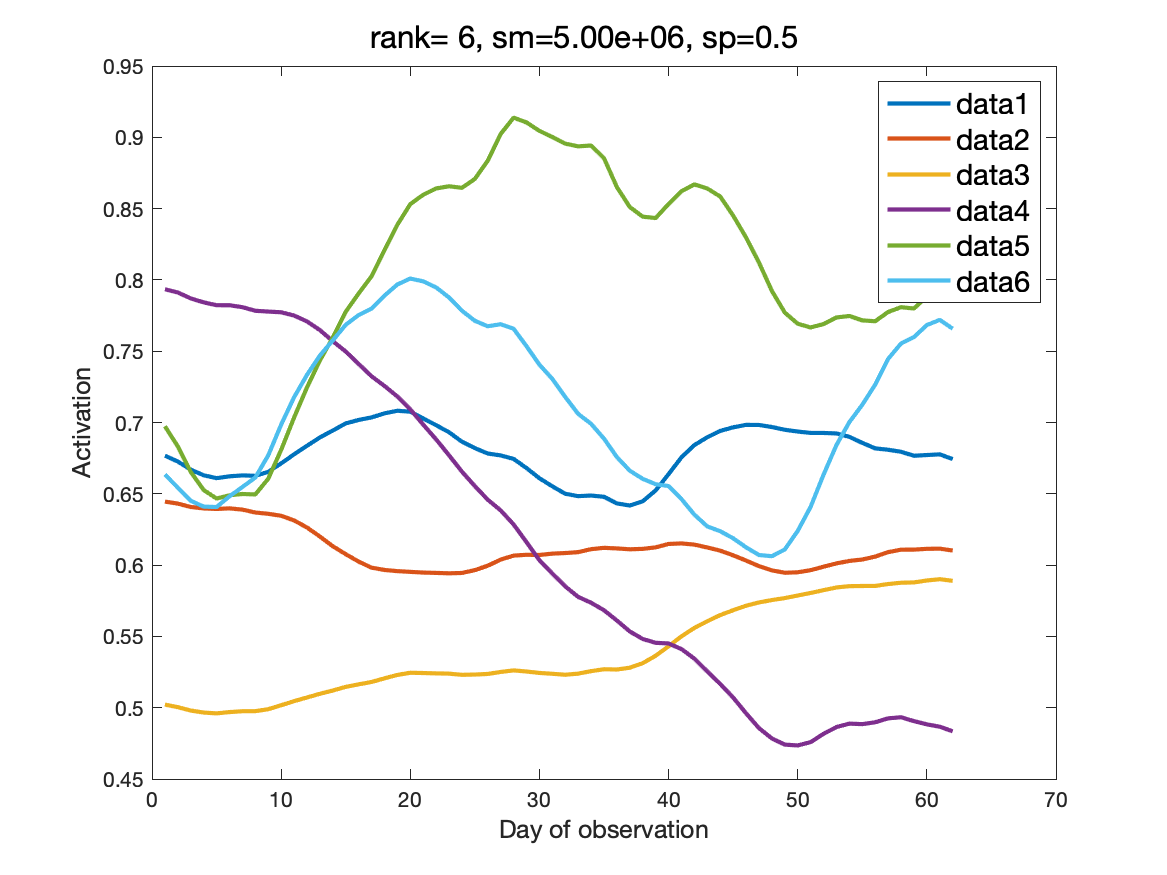 rank= 6, sm=5.00e+06, sp=0.5
0.95
0.9
0.85
0.8
0.75
0.7
0.65
0.6
0.55
0.5
0.45
Activation
data1
data2
data3
data4
data5
data6
0 10 20 30 40 50 60 70
Day of observation